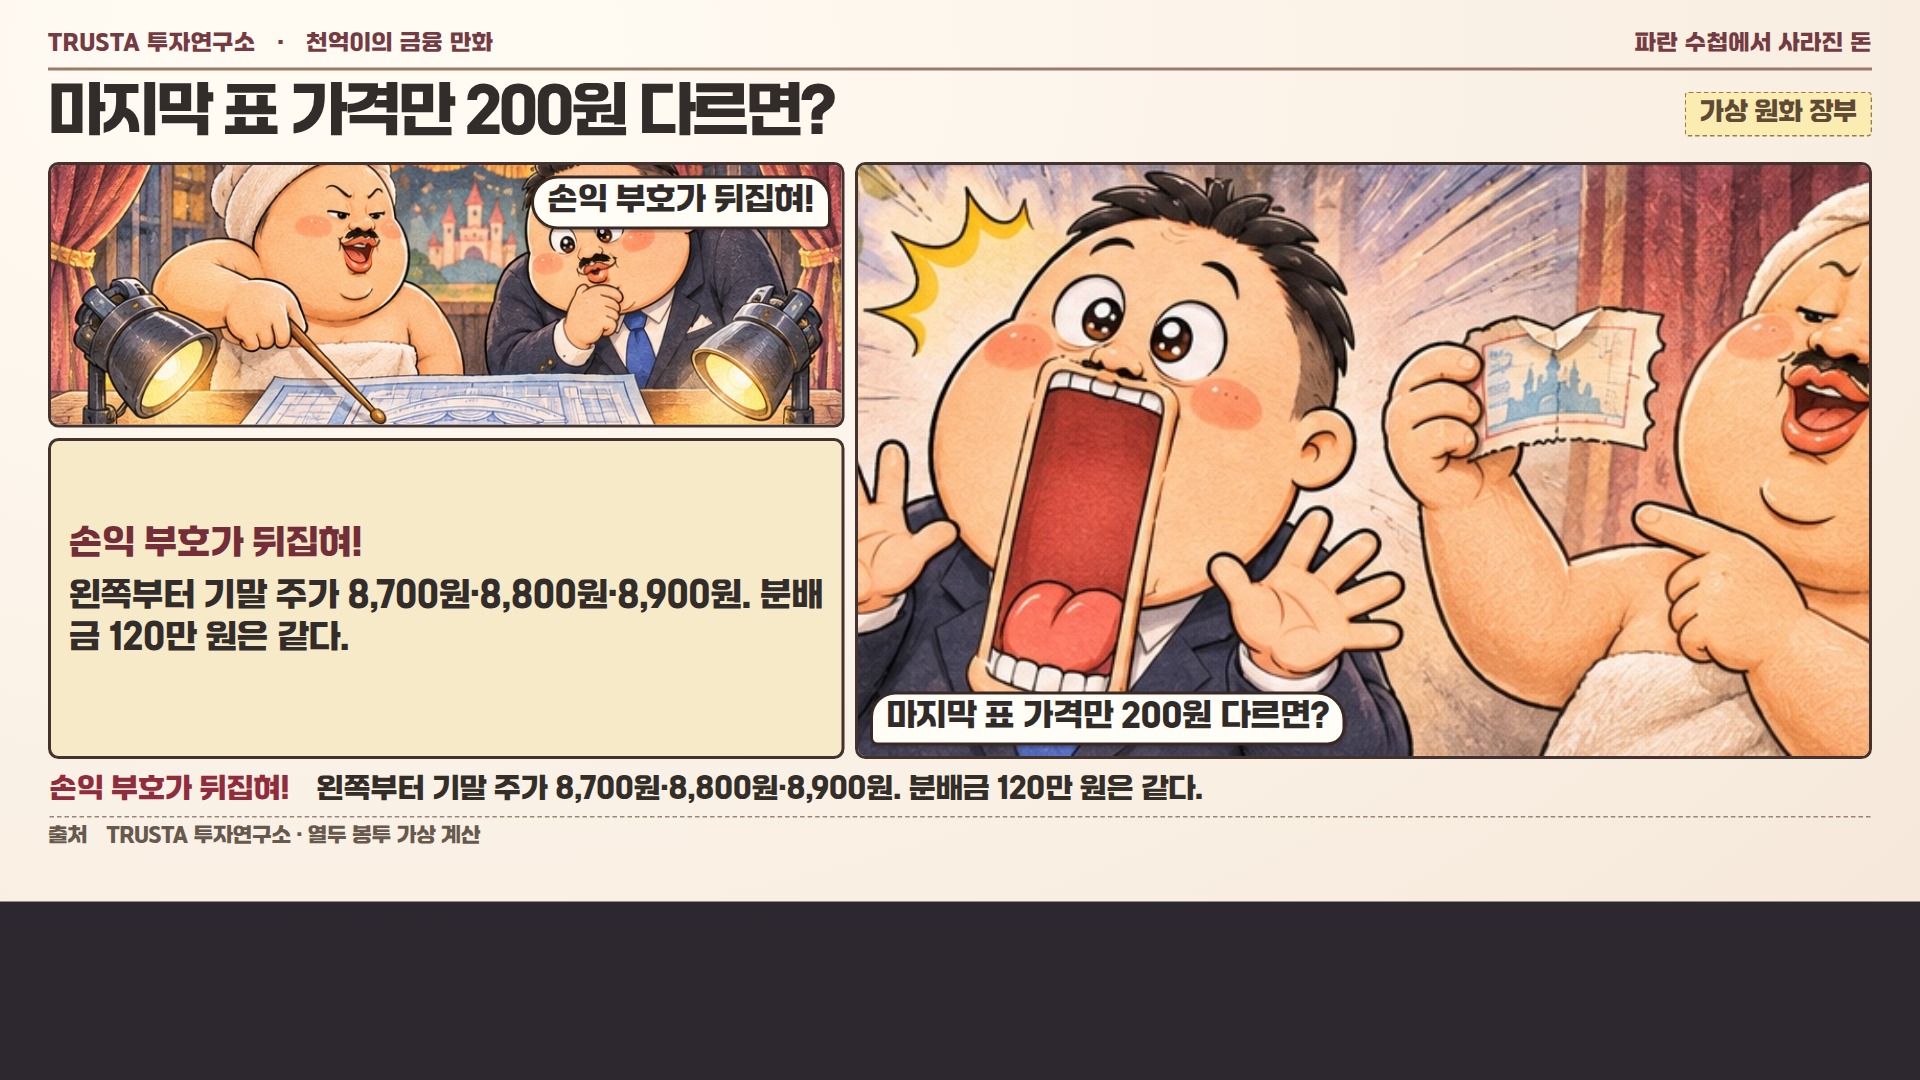 TRUSTA 투자연구소 · 천억이의 금융 만화
파란 수첩에서 사라진 돈
마지막 표 가격만 200원 다르면?
가상 원화 장부
손익 부호가 뒤집혀!
손익 부호가 뒤집혀!
왼쪽부터 기말 주가 8,700원·8,800원·8,900원. 분배
금 120만 원은 같다.
마지막 표 가격만 200원 다르면?
손익 부호가 뒤집혀! 왼쪽부터 기말 주가 8,700원·8,800원·8,900원. 분배금 120만 원은 같다.
출처 TRUSTA 투자연구소 · 열두 봉투 가상 계산